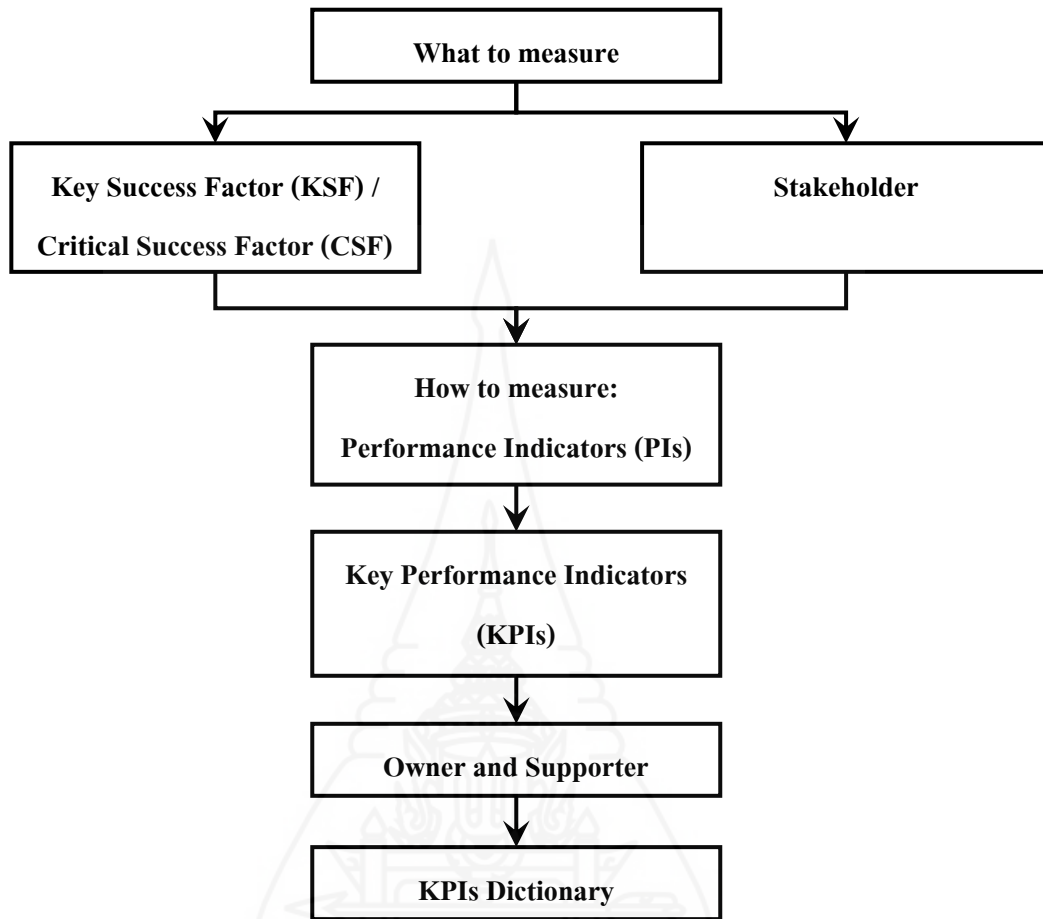 What to measure
Key Success Factor (KSF) /
Critical Success Factor (CSF)
Stakeholder
How to measure:
Performance Indicators (PIs)
Key Performance Indicators
(KPIs)
Owner and Supporter
KPIs Dictionary